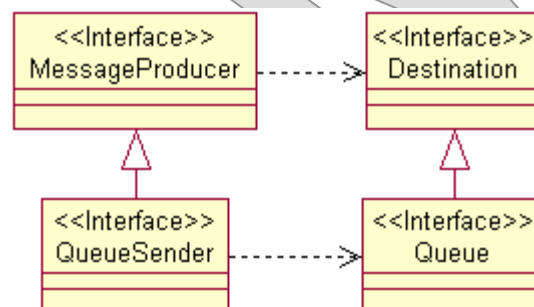 <<Interface>>
MessageProducer
<<Interface>>
Destination
<<Interface>>
QueueSender
<<Interface>>
Queue